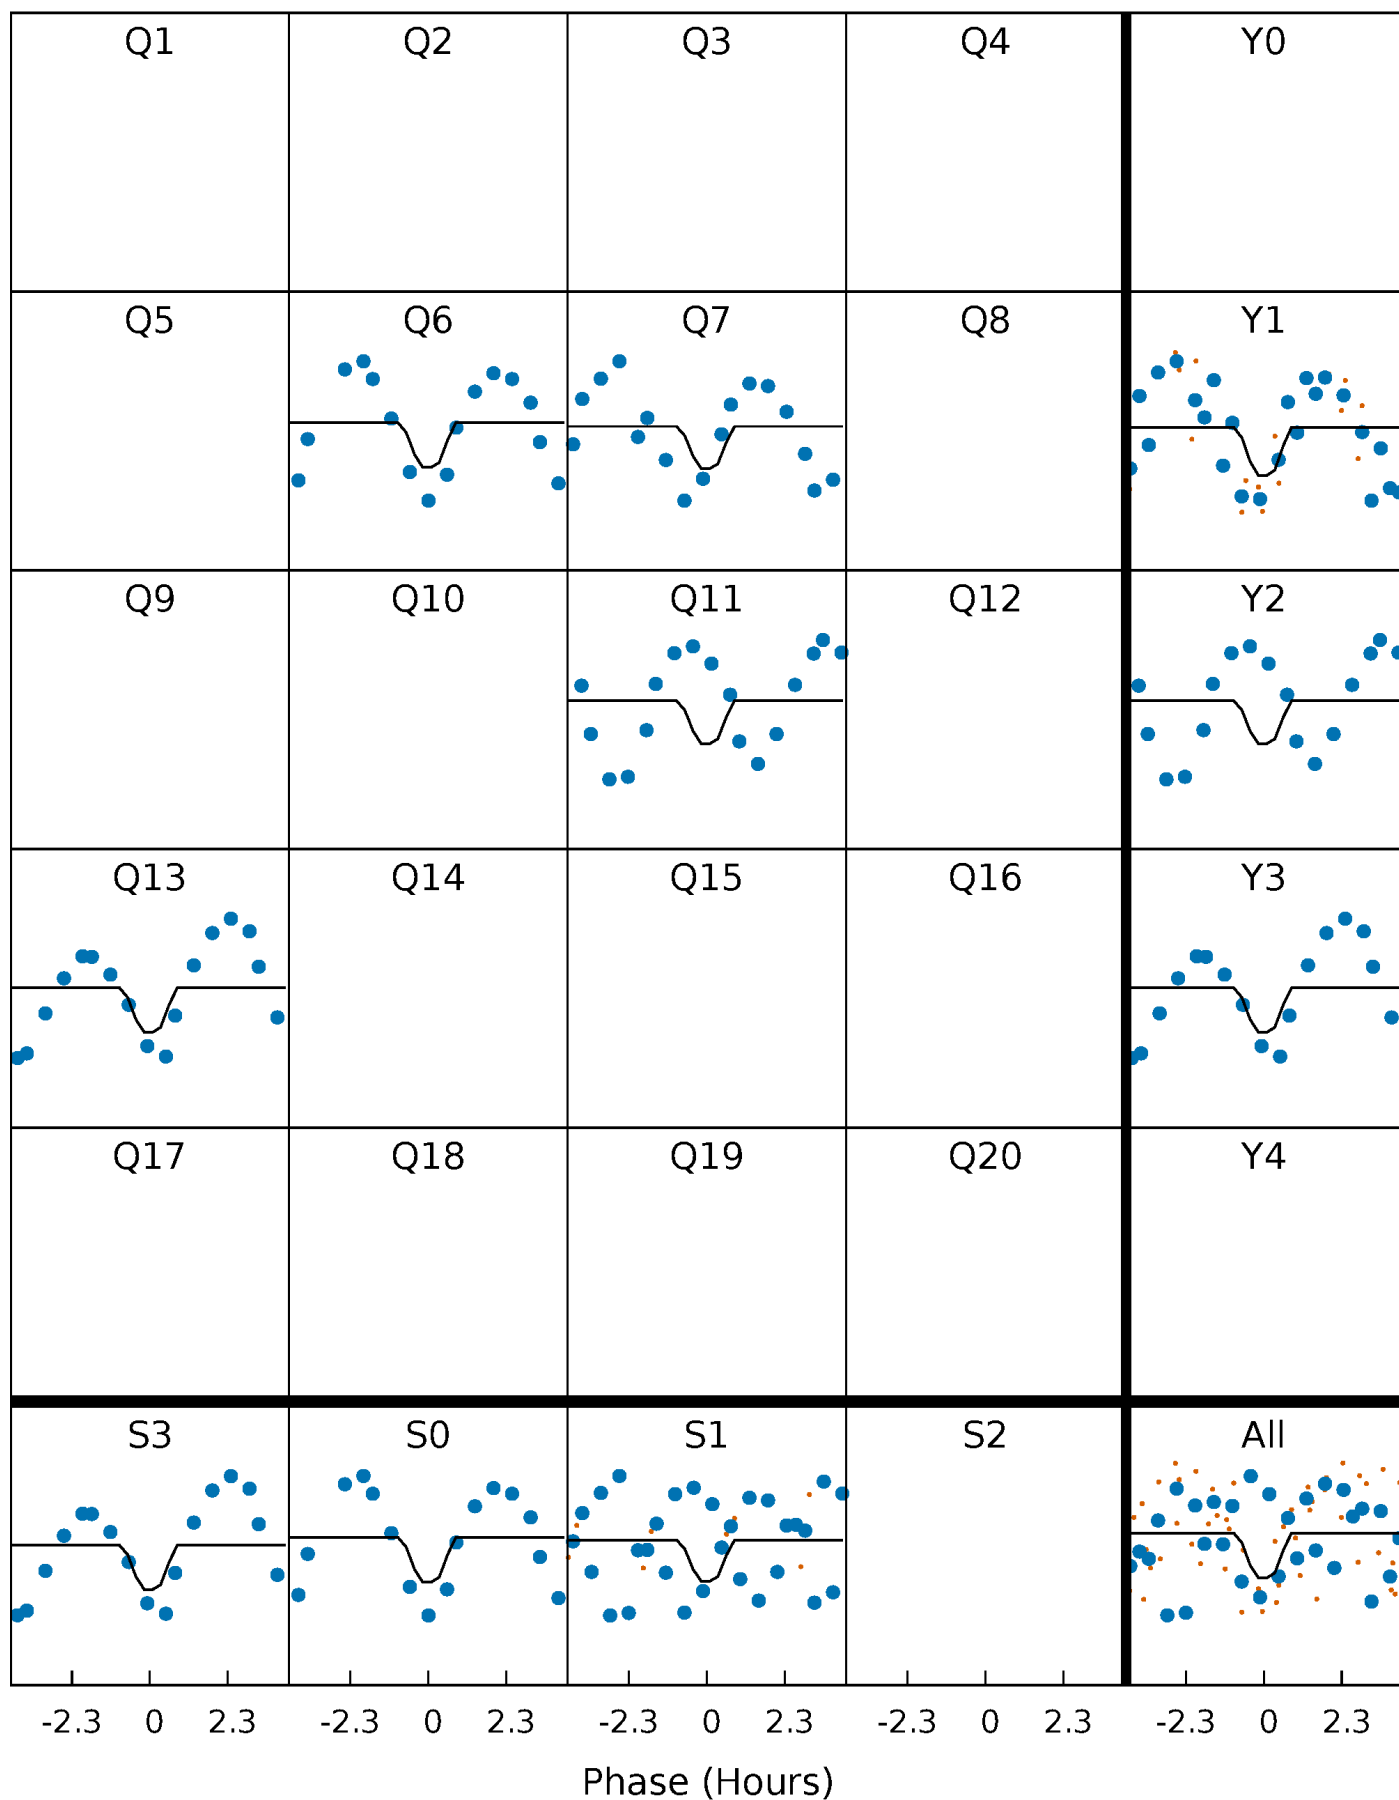 Q1 Q2 Q3 Q4 Y0
Q5 Q6 Q7 Q8 Y1
Q9 Q10 Q11 Q12 Y2
Q13 Q14 Q15 Q16 Y3
Q17 Q18 Q19 Q20 Y4
S3 S0 S1 S2 All
-2.3 0 2.3 -2.3 0 2.3 -2.3 0 2.3 -2.3 0 2.3 -2.3 0 2.3
Phase (Hours)